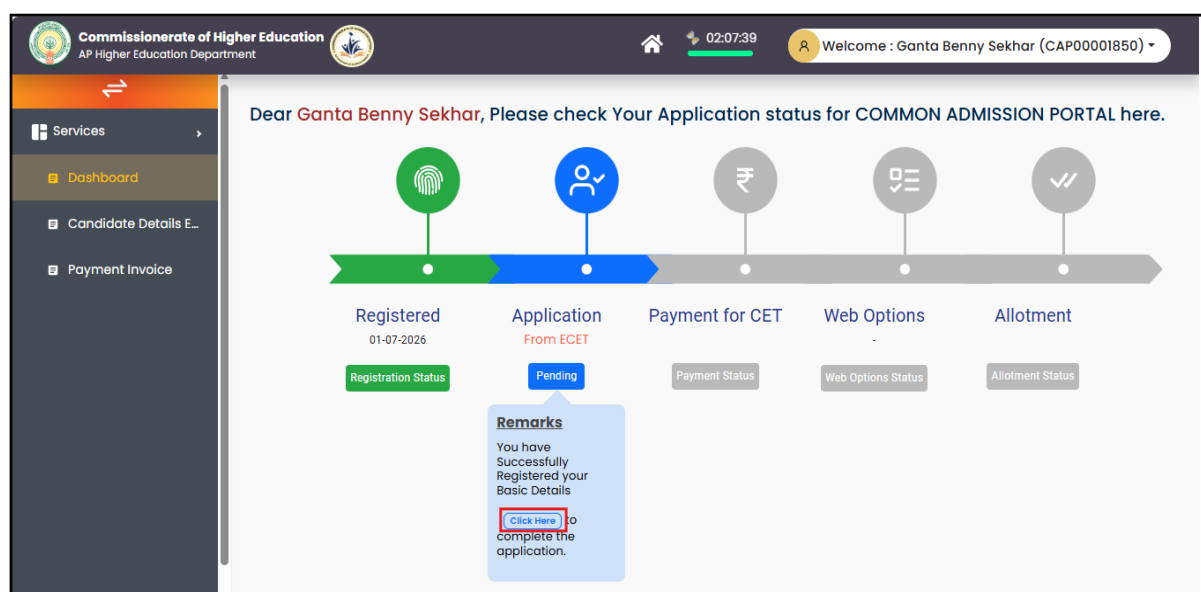 Commissionerate of Higher Education
AP Higher Education Department
02:07:39
Welcome : Ganta Benny Sekhar (CAP00001850)
Services
Dashboard
Candidate Details E...
Payment Invoice
Dear Ganta Benny Sekhar, Please check Your Application status for COMMON ADMISSION PORTAL here.
Registered
01-07-2026
Registration Status
Application
From ECET
Pending
Payment for CET
Payment Status
Web Options
-
Web Options Status
Allotment
Allotment Status
Remarks
You have
Successfully
Registered your
Basic Details
Click Here to
complete the
application.